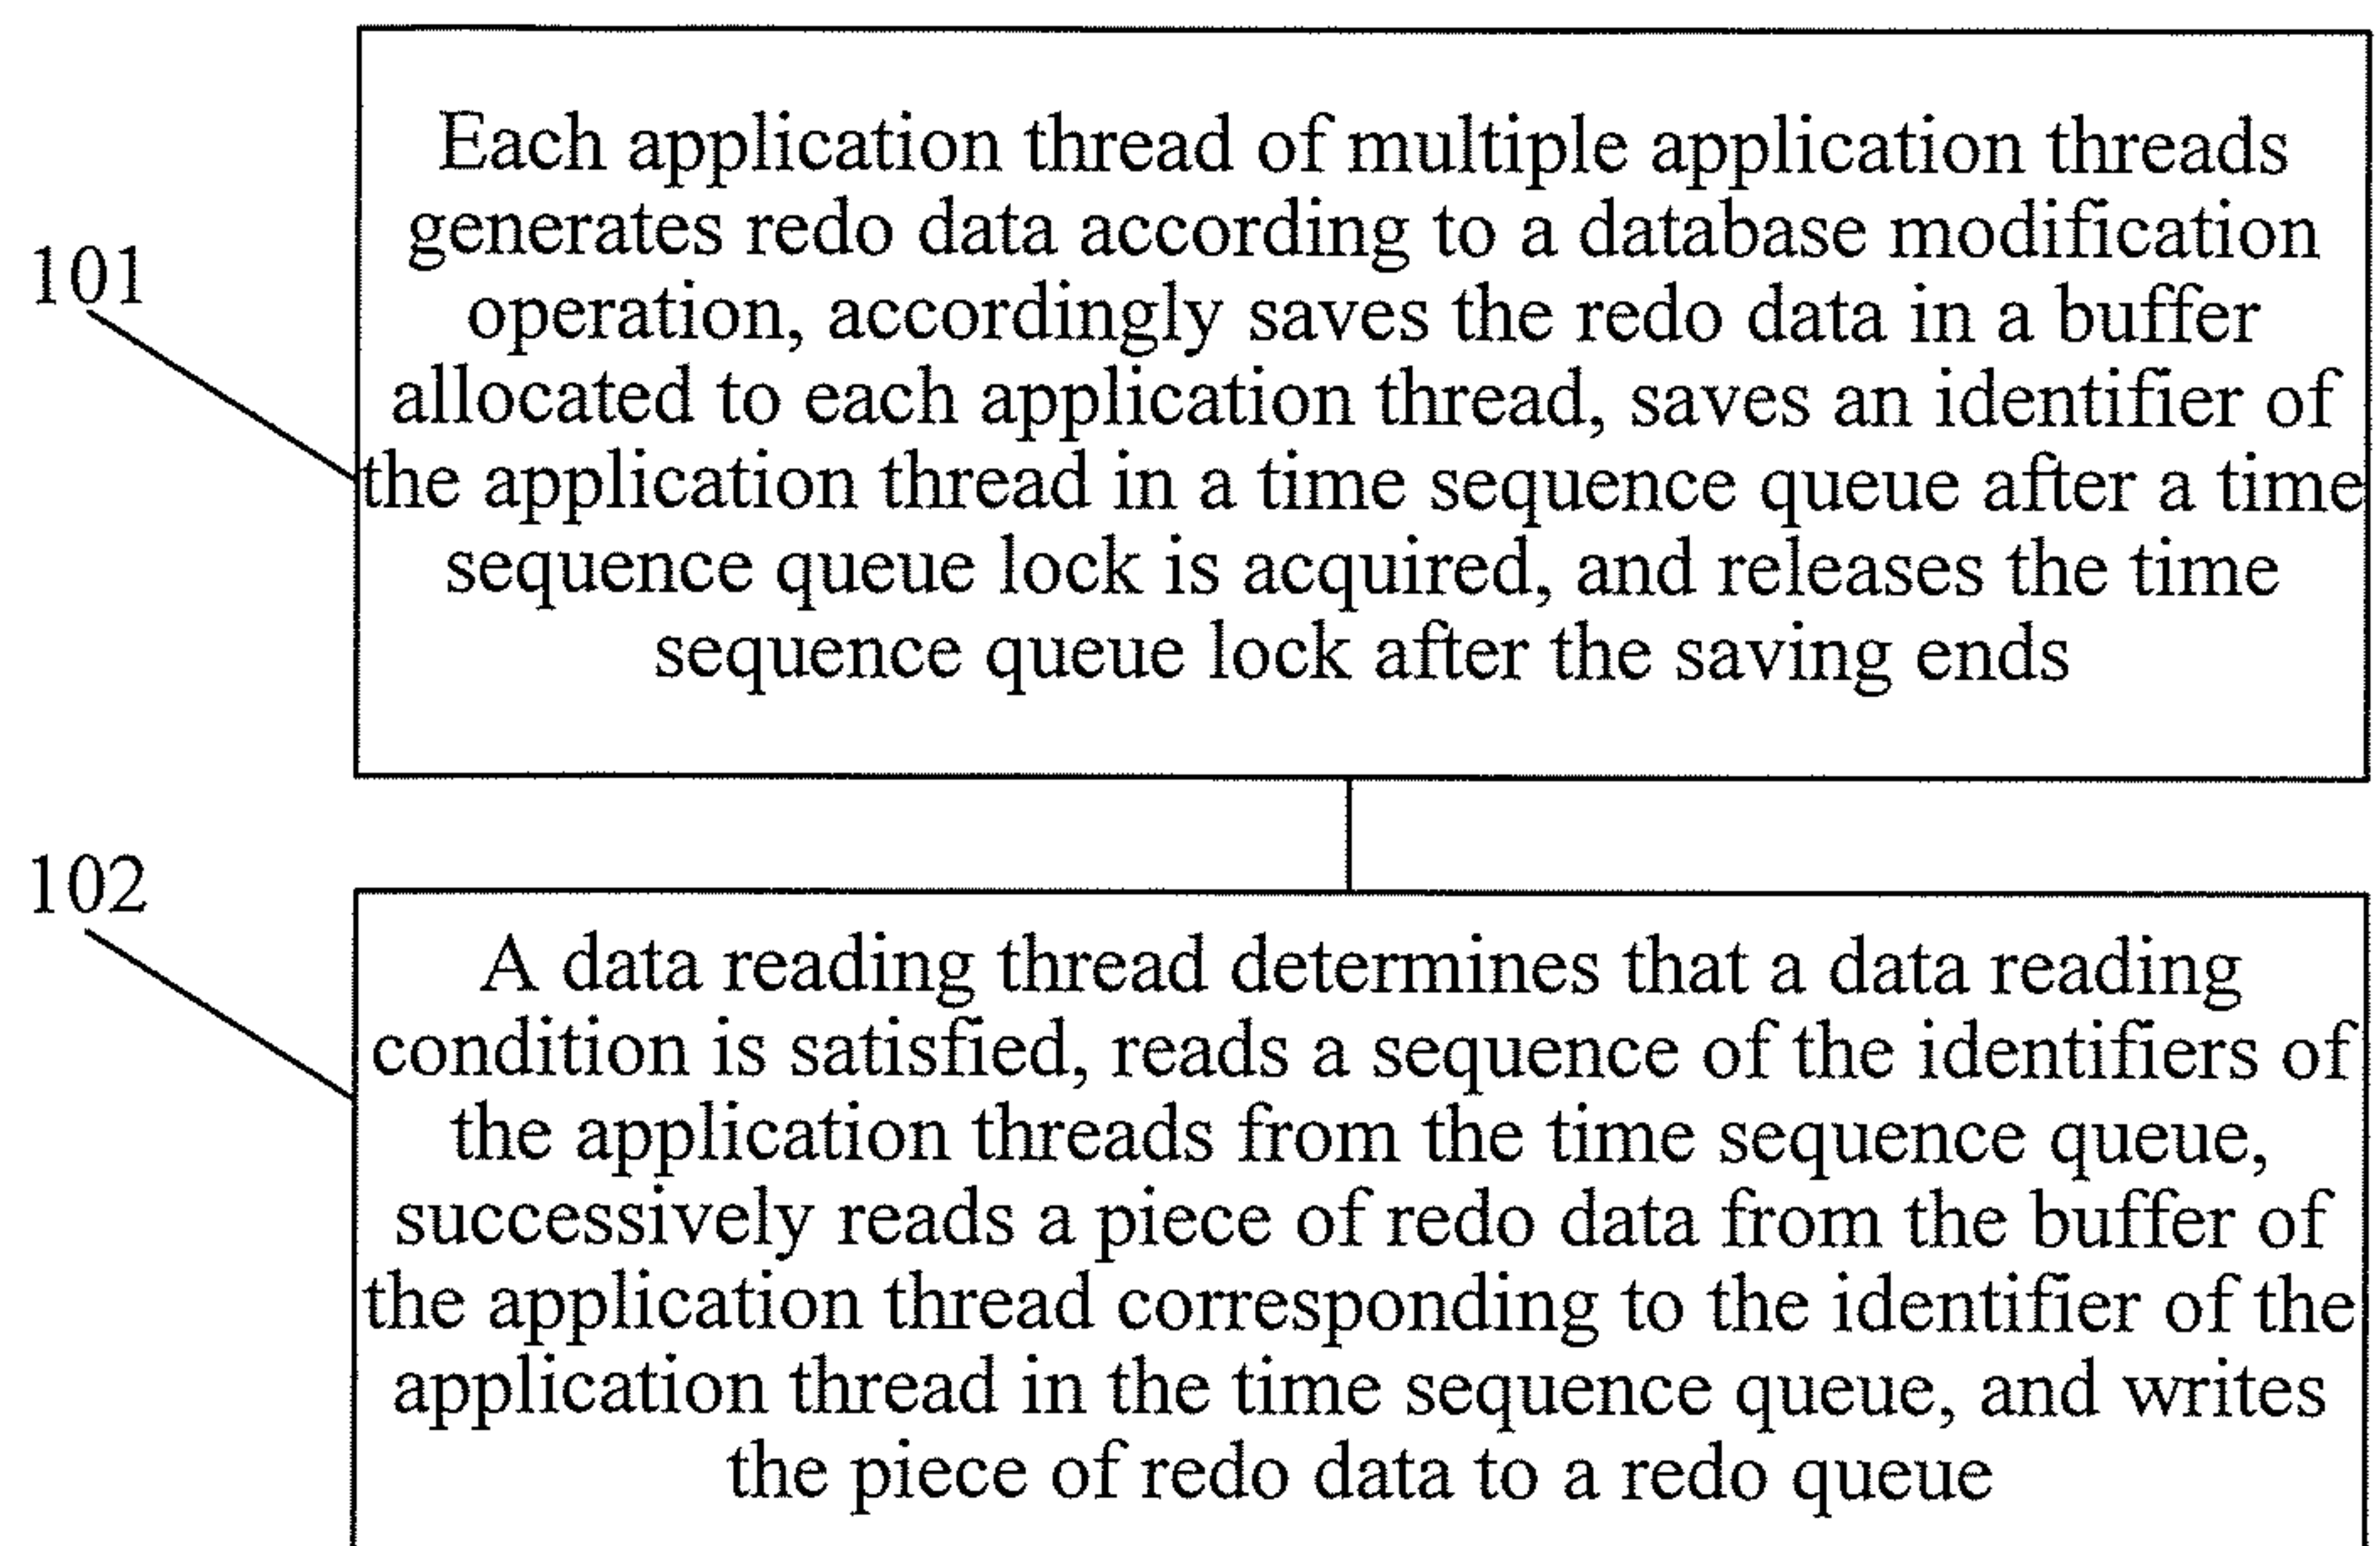 Each application thread of multiple application threads
generates redo data according to a database modification
101
operation, accordingly saves the redo data in a buffer
allocated to each application thread, saves an identifier of
the application thread in a time sequence queue after a time
sequence queue lock is acquired, and releases the time
sequence queue lock after the saving ends
102
A data reading thread determines that a data reading
condition is satisfied, reads a sequence of the identifiers of
the application threads from the time sequence queue,
successively reads a piece of redo data from the buffer of
the application thread corresponding to the identifier of the
application thread in the time sequence queue, and writes
the piece of redo data to a redo queue